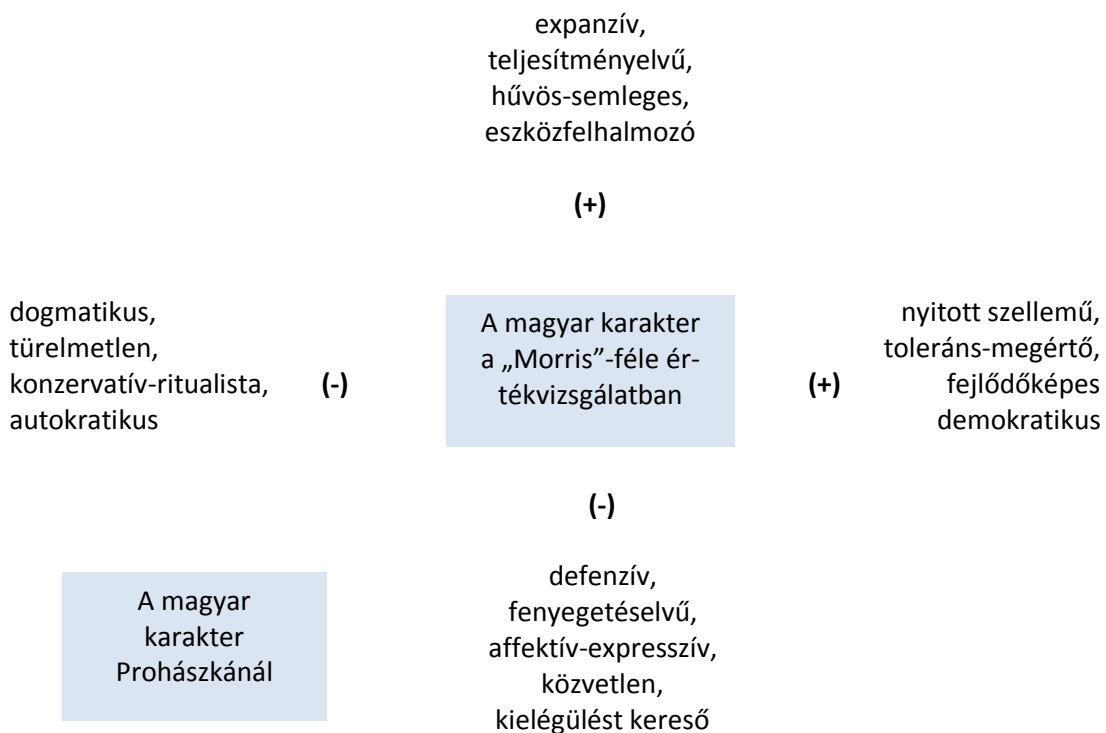 expanzív,
teljesítményelvű,
hűvös-semleges,
eszközfelhalmozó
(+)
dogmatikus,
türelmetlen,
konzervatív-ritualista,
autokratikus
(-)
A magyar karakter
a „Morris”-féle ér-
tékvizsgálatban
(+)
nyitott szellemű,
toleráns-megértő,
fejlődőképes
demokratikus
(-)
A magyar
karakter
Prohászkánál
defenzív,
fenyegetéselvű,
affektív-expresszív,
közvetlen,
kielégülést kereső